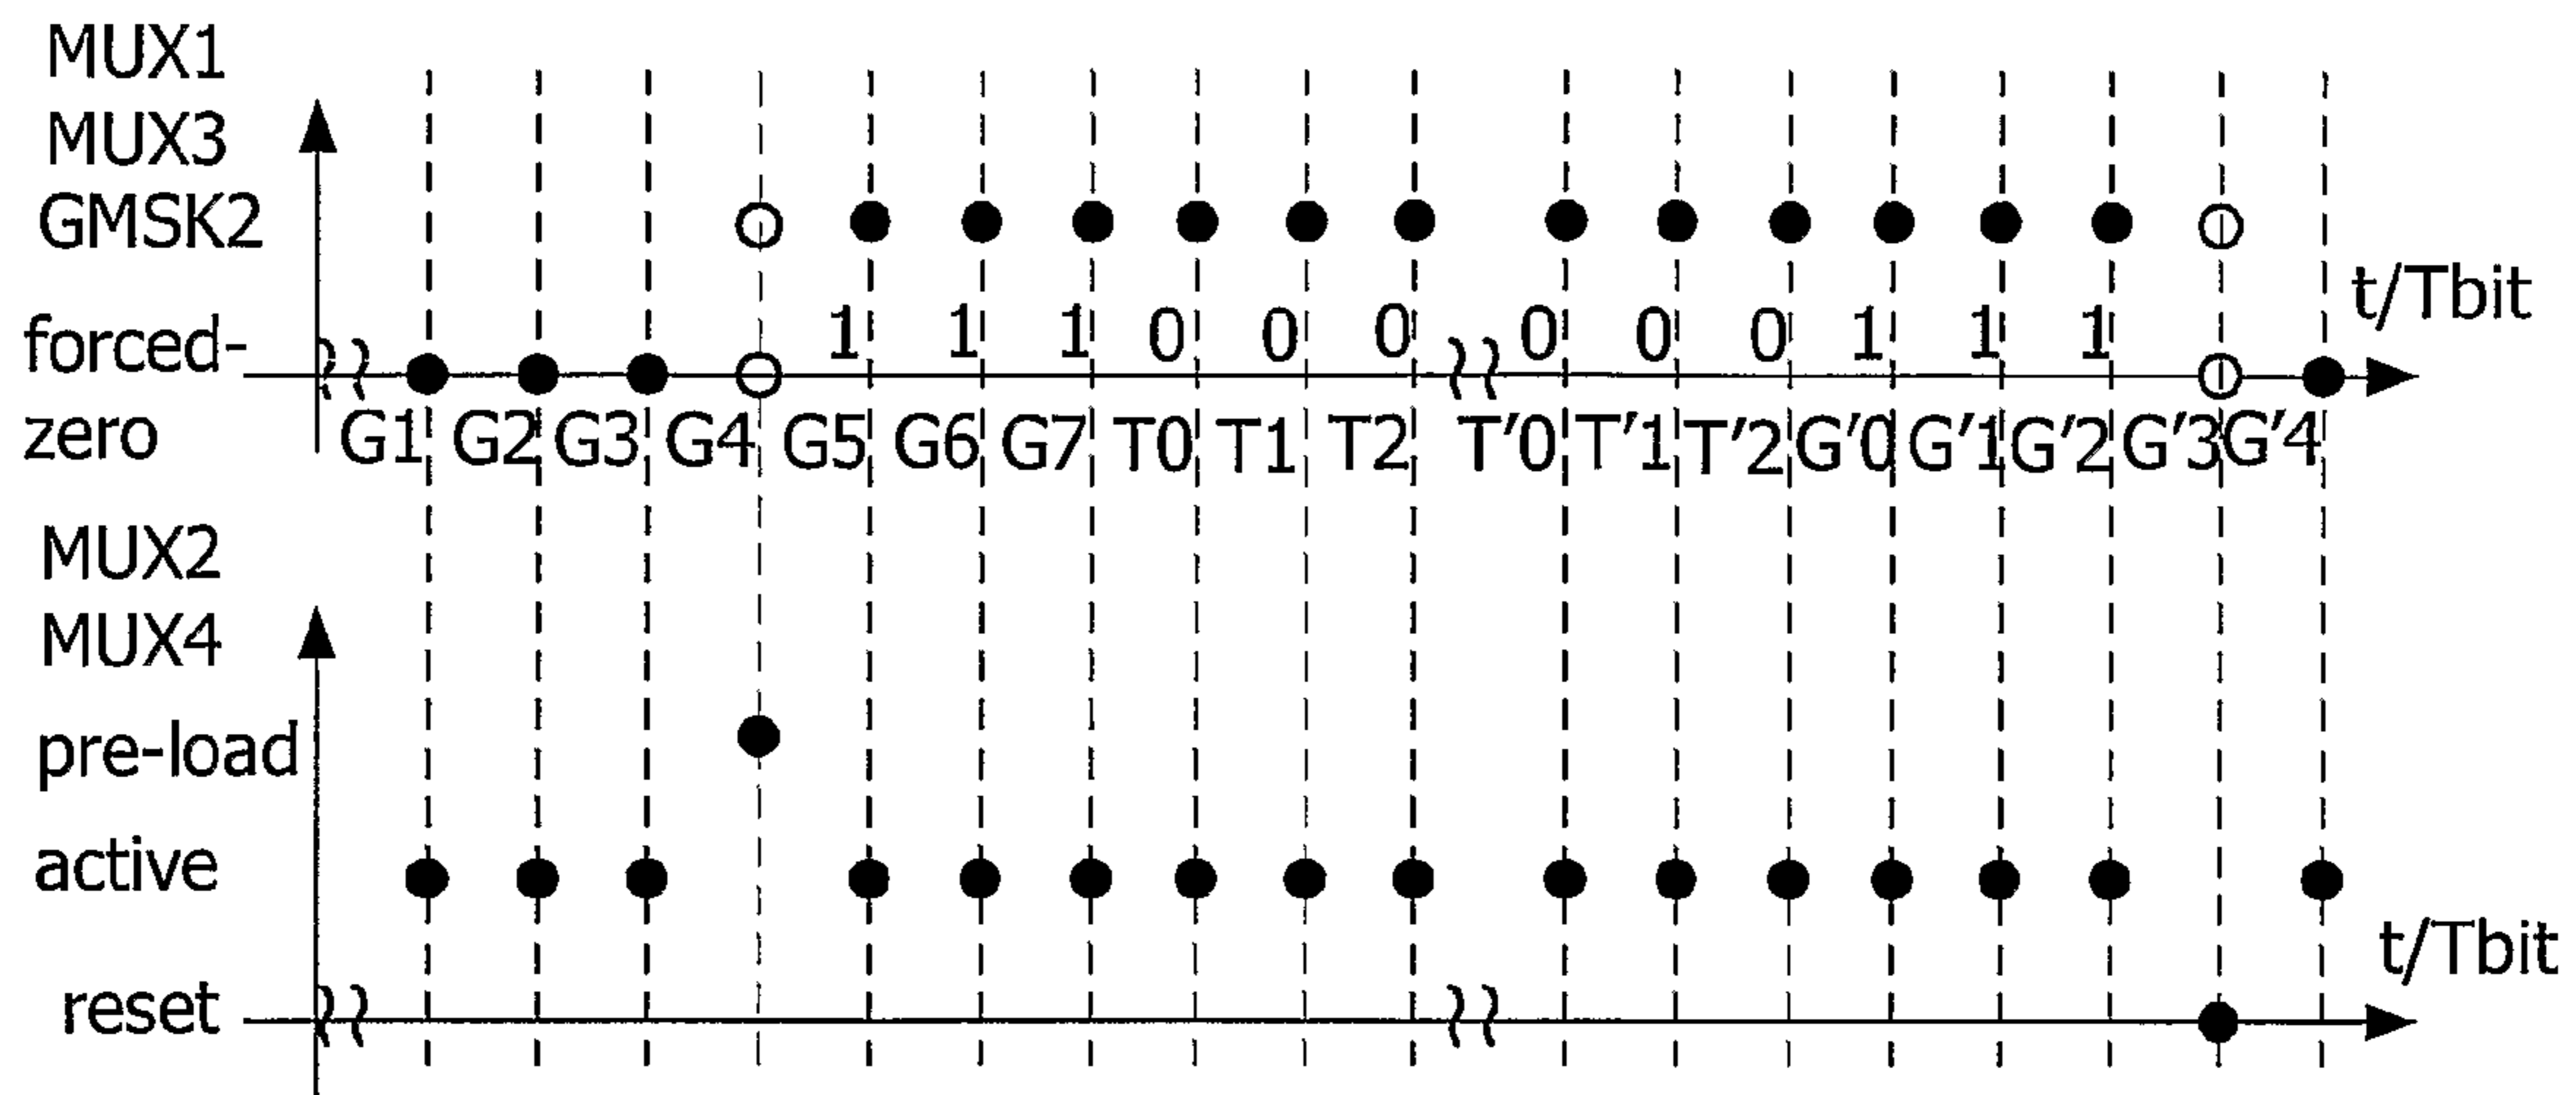 MUX1
MUX3
GMSK2
t/Tbit
forced-
1 1 1 0 0 0 0 0 0 1 1 1
zero
G1 G2 G3 G4 G5 G6 G7 T0 T1 T2 T'0 T'1 T'2 G'0 G'1 G'2 G'3 G'4
MUX2
MUX4
pre-load
active
t/Tbit
reset